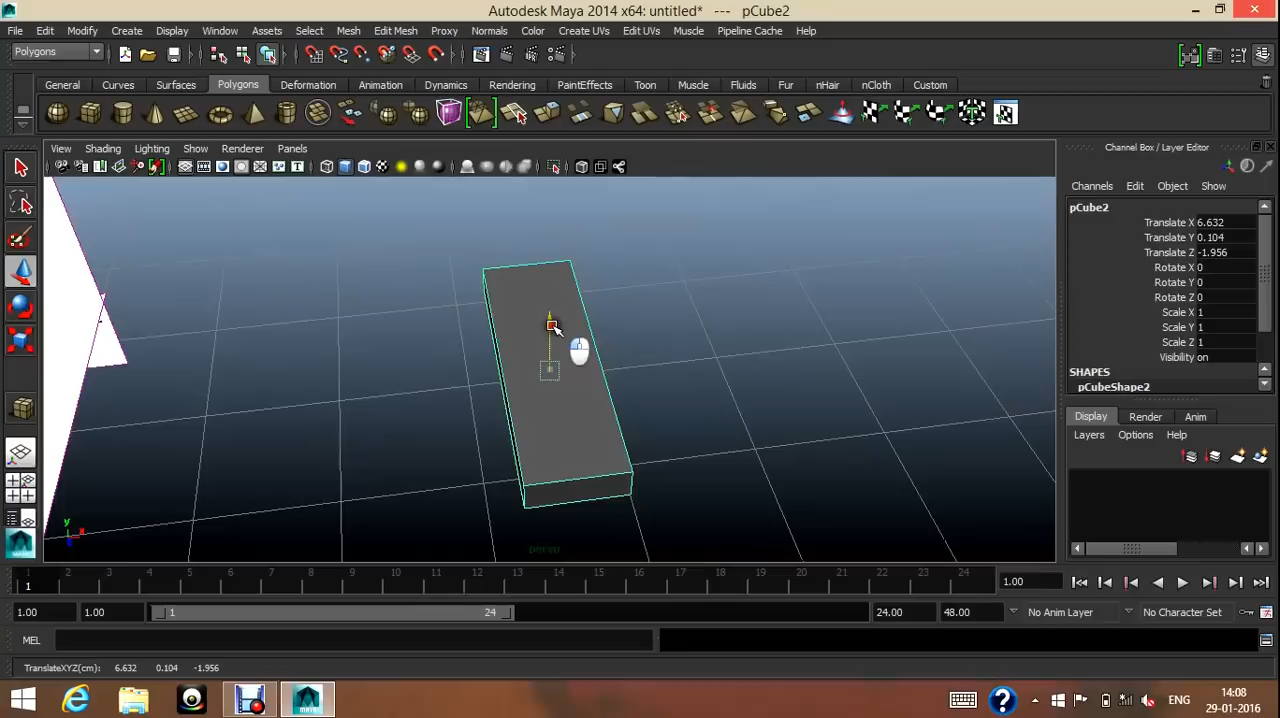 Autodesk Maya 2014 x64: untitled* --- pCube2
File Edit Modify Create Display Window Assets Select Mesh Edit Mesh Proxy Normals Color Create UVs Edit UVs Muscle Pipeline Cache Help
Polygons
General Curves Surfaces Polygons Deformation Animation Dynamics Rendering PaintEffects Toon Muscle Fluids Fur nHair nCloth Custom
View Shading Lighting Show Renderer Panels
Channel Box / Layer Editor
Channels Edit Object Show
pCube2
Translate X 6.632
Translate Y 0.104
Translate Z -1.956
Rotate X 0
Rotate Y 0
Rotate Z 0
Scale X 1
Scale Y 1
Scale Z 1
Visibility on
SHAPES
pCubeShape2
Display Render Anim
Layers Options Help
y
x
persp
1 2 3 4 5 6 7 8 9 10 11 12 13 14 15 16 17 18 19 20 21 22 23 24
1
1.00
1.00 1.00 1 24 24.00 48.00 No Anim Layer No Character Set
MEL
TranslateXYZ(cm): 6.632 0.104 -1.956
MAYA
ENG
14:08
29-01-2016